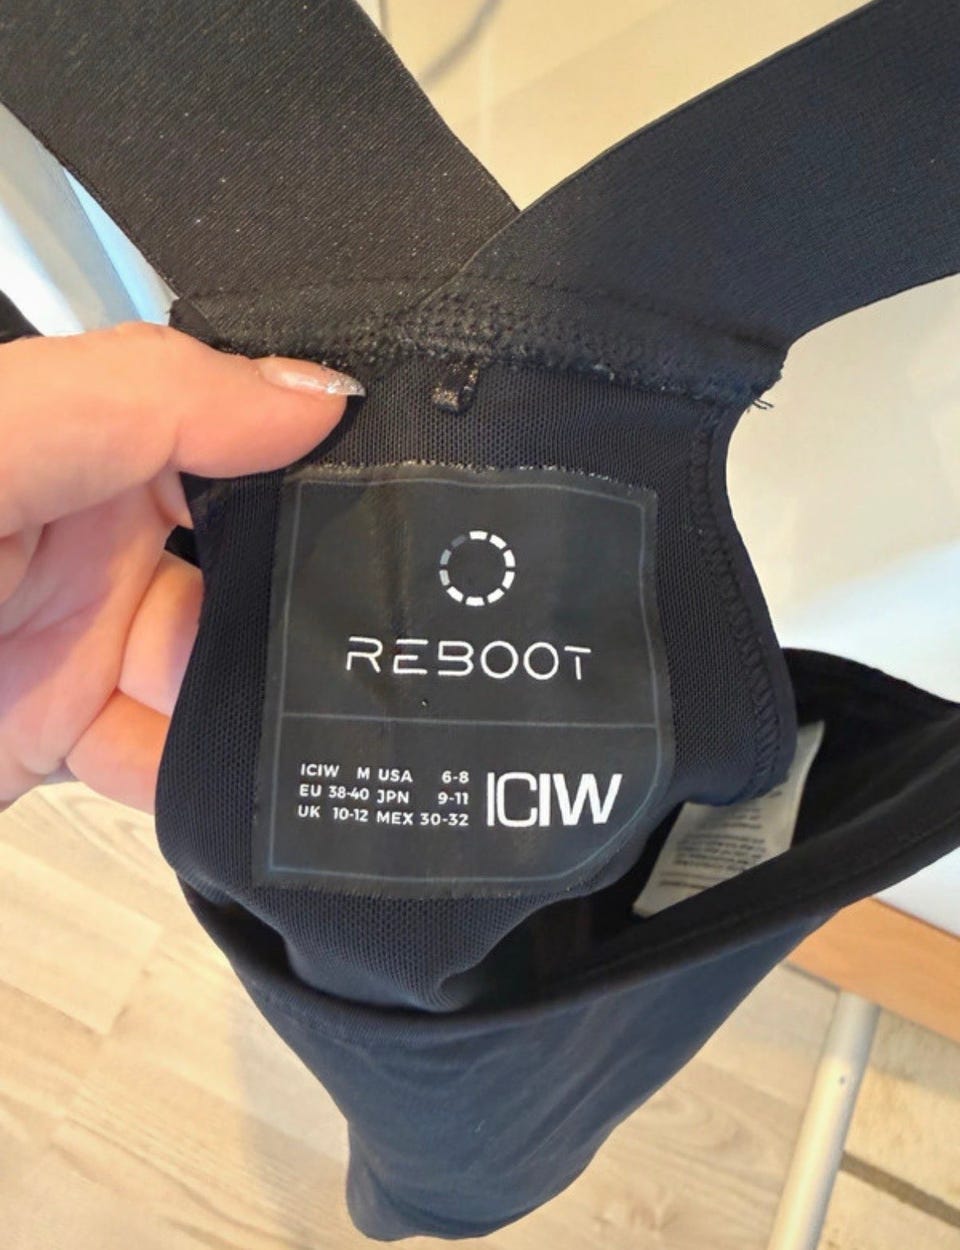 REBOOT
ICIW M USA 6-8
EU 38-40 JPN 9-11
UK 10-12 MEX 30-32
ICIW